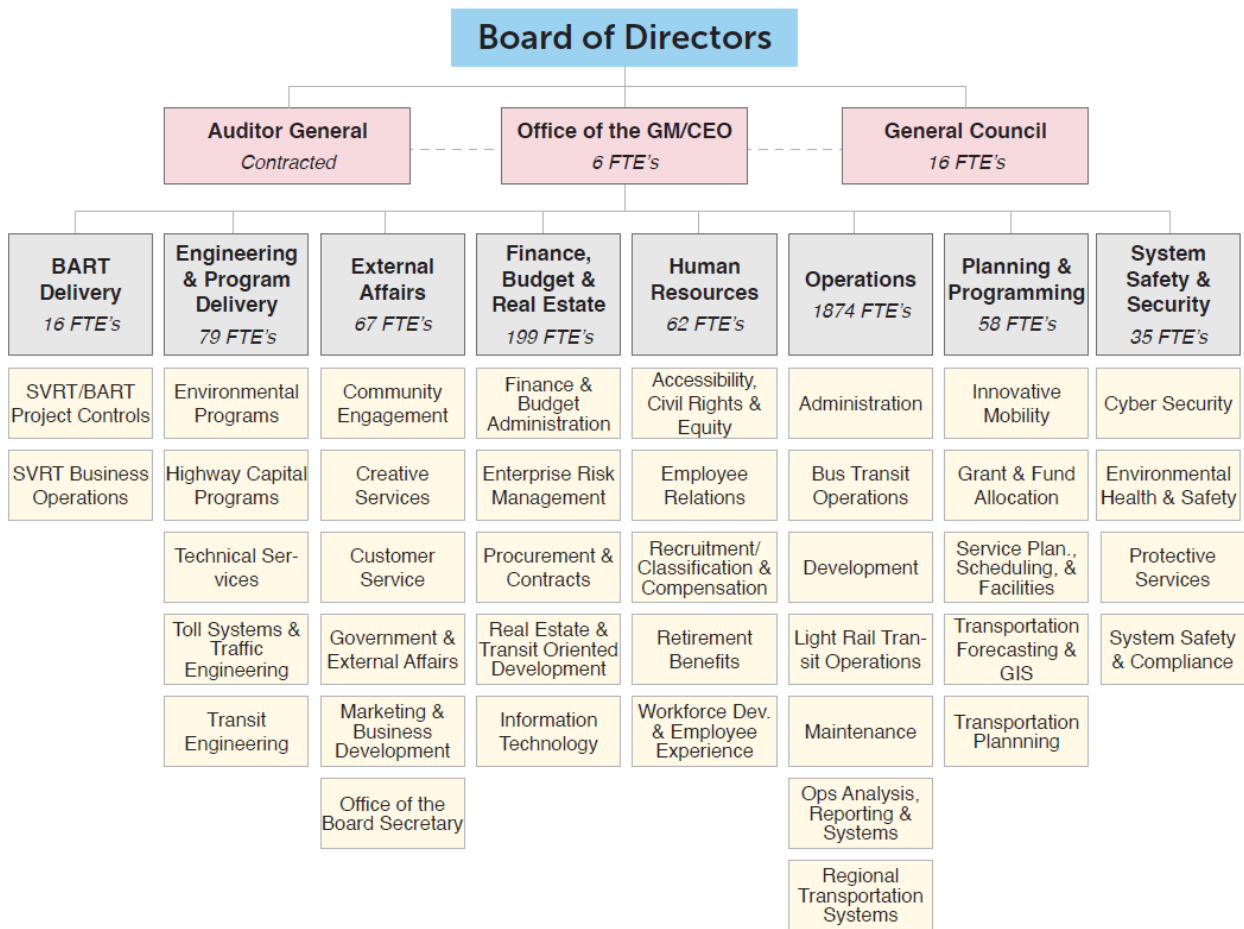 Board of Directors
Auditor General
Contracted
Office of the GM/CEO
6 FTE’s
General Council
16 FTE’s
BART
Delivery
16 FTE’s
Engineering
& Program
Delivery
79 FTE’s
External
Affairs
67 FTE’s
Finance,
Budget &
Real Estate
199 FTE’s
Human
Resources
62 FTE’s
Operations
1874 FTE’s
Planning &
Programming
58 FTE’s
System
Safety &
Security
35 FTE’s
SVRT/BART
Project Controls
SVRT Business
Operations
Environmental
Programs
Highway Capital
Programs
Technical Ser-
vices
Toll Systems &
Traffic
Engineering
Transit
Engineering
Community
Engagement
Creative
Services
Customer
Service
Government &
External Affairs
Marketing &
Business
Development
Office of the
Board Secretary
Finance &
Budget
Administration
Enterprise Risk
Management
Procurement &
Contracts
Real Estate &
Transit Oriented
Development
Information
Technology
Accessibility,
Civil Rights &
Equity
Employee
Relations
Recruitment/
Classification &
Compensation
Retirement
Benefits
Workforce Dev.
& Employee
Experience
Administration
Bus Transit
Operations
Development
Light Rail Tran-
sit Operations
Maintenance
Ops Analysis,
Reporting &
Systems
Regional
Transportation
Systems
Innovative
Mobility
Grant & Fund
Allocation
Service Plan.,
Scheduling, &
Facilities
Transportation
Forecasting &
GIS
Transportation
Plannning
Cyber Security
Environmental
Health & Safety
Protective
Services
System Safety
& Compliance